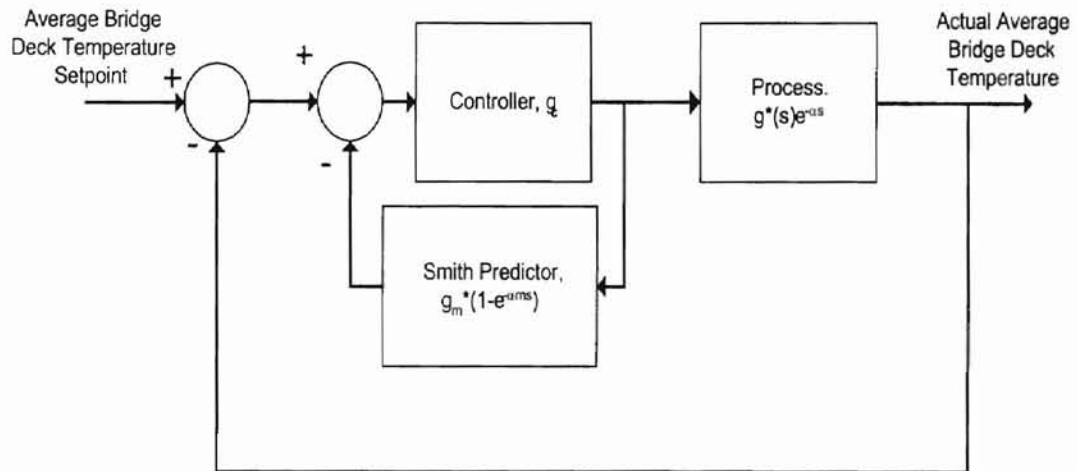 Average Bridge
Deck Temperature
Setpoint
+
-
+
-
Controller, gc
Process.
g*(s)e-αs
Actual Average
Bridge Deck
Temperature
Smith Predictor,
gm*(1-e-αms)